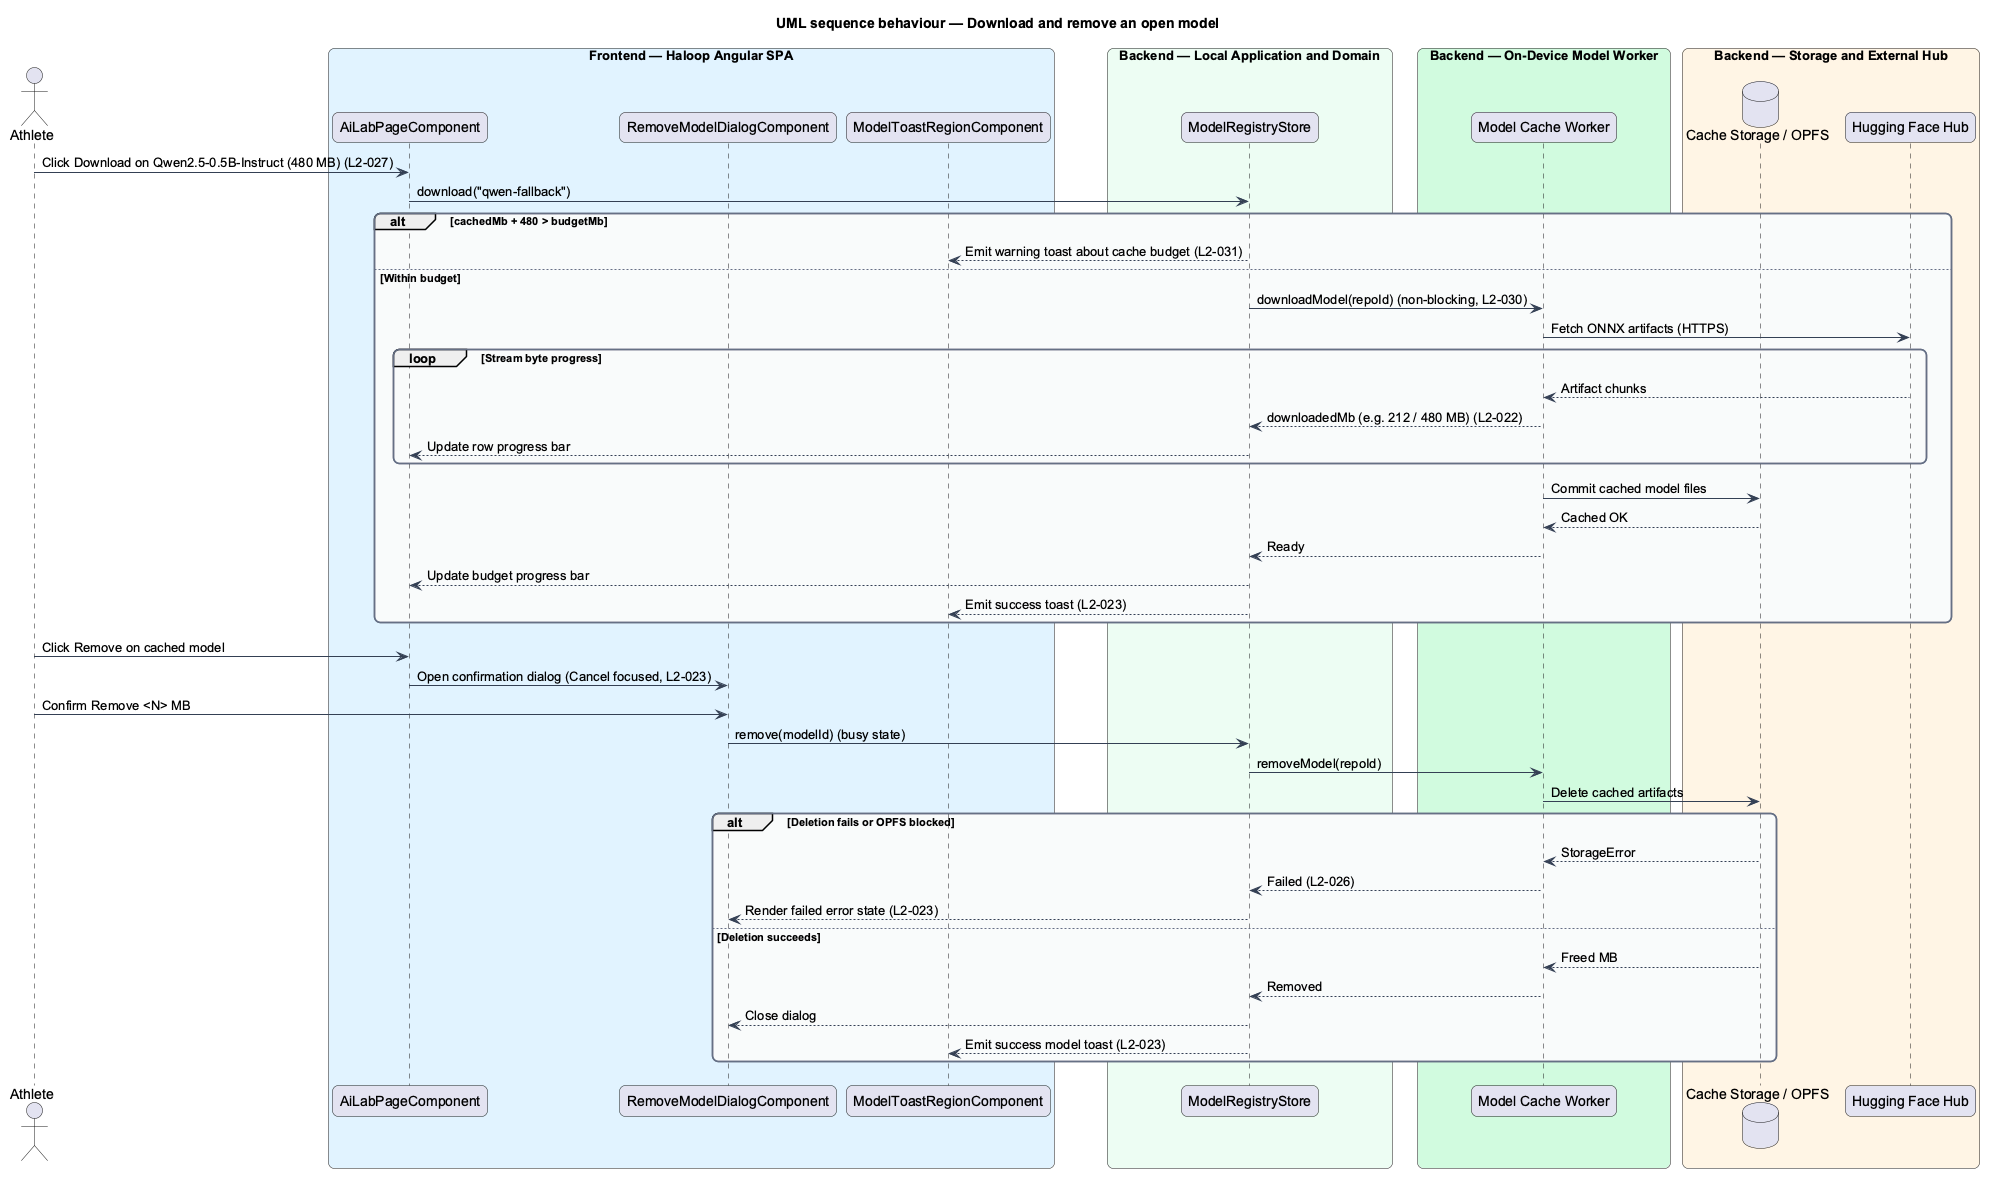 UML sequence behaviour — Download and remove an open model
Frontend — Haloop Angular SPA
Backend — Local Application and Domain
Backend — On-Device Model Worker
Backend — Storage and External Hub
Athlete
AiLabPageComponent
RemoveModelDialogComponent
ModelToastRegionComponent
ModelRegistryStore
Model Cache Worker
Cache Storage / OPFS
Hugging Face Hub
Click Download on Qwen2.5-0.5B-Instruct (480 MB) (L2-027)
download("qwen-fallback")
alt
[cachedMb + 480 > budgetMb]
Emit warning toast about cache budget (L2-031)
[Within budget]
downloadModel(repoId) (non-blocking, L2-030)
Fetch ONNX artifacts (HTTPS)
loop
[Stream byte progress]
Artifact chunks
downloadedMb (e.g. 212 / 480 MB) (L2-022)
Update row progress bar
Commit cached model files
Cached OK
Ready
Update budget progress bar
Emit success toast (L2-023)
Click Remove on cached model
Open confirmation dialog (Cancel focused, L2-023)
Confirm Remove <N> MB
remove(modelId) (busy state)
removeModel(repoId)
Delete cached artifacts
alt
[Deletion fails or OPFS blocked]
StorageError
Failed (L2-026)
Render failed error state (L2-023)
[Deletion succeeds]
Freed MB
Removed
Close dialog
Emit success model toast (L2-023)
Athlete
AiLabPageComponent
RemoveModelDialogComponent
ModelToastRegionComponent
ModelRegistryStore
Model Cache Worker
Cache Storage / OPFS
Hugging Face Hub